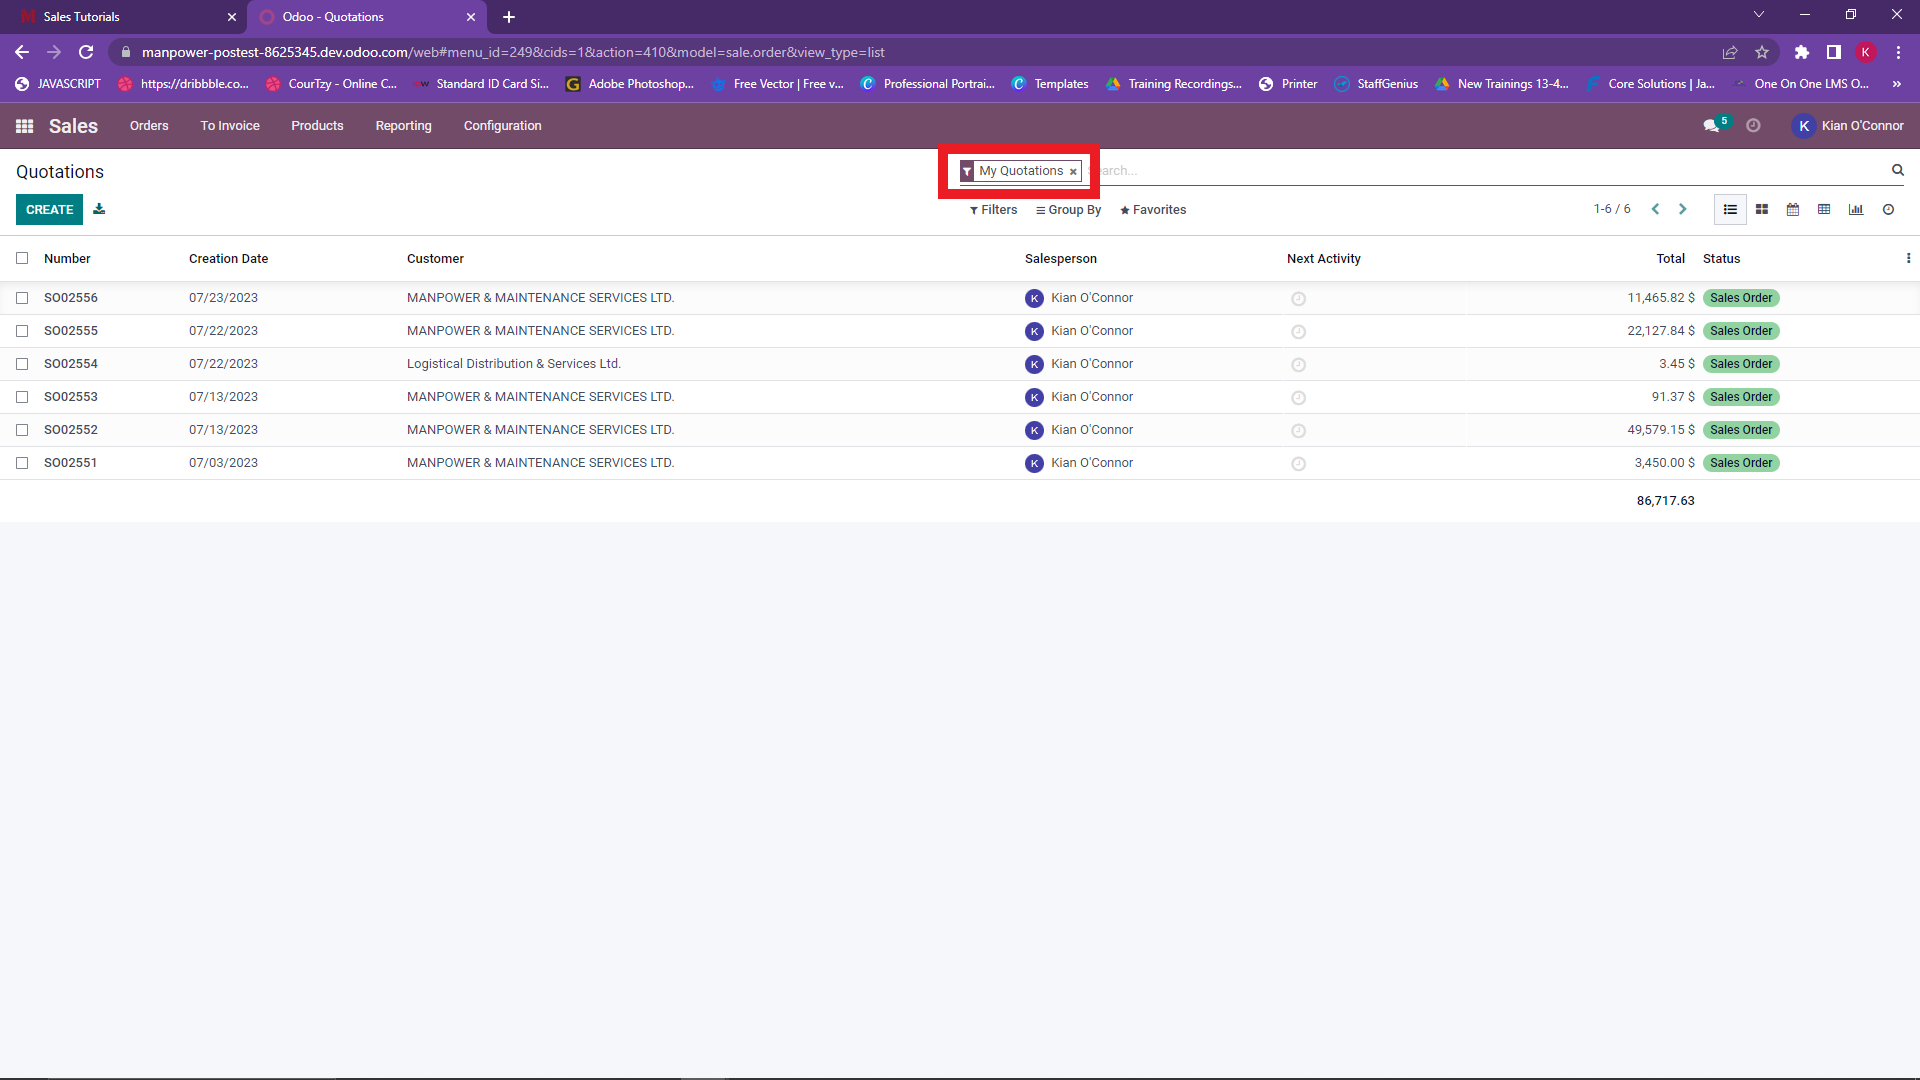 Sales Tutorials
Odoo - Quotations
manpower-postest-8625345.dev.odoo.com/web#menu_id=249&cids=1&action=410&model=sale.order&view_type=list
K
JAVASCRIPT https://dribbble.co... CourTzy - Online C... Standard ID Card Si... Adobe Photoshop... Free Vector | Free v... Professional Portrai... Templates Training Recordings... Printer StaffGenius New Trainings 13-4... Core Solutions | Ja... One On One LMS O... »
Sales Orders To Invoice Products Reporting Configuration 5 K Kian O'Connor
Quotations My Quotations
CREATE Filters Group By Favorites 1-6 / 6
Number Creation Date Customer Salesperson Next Activity Total Status
SO02556 07/23/2023 MANPOWER & MAINTENANCE SERVICES LTD. K Kian O'Connor 11,465.82 $ Sales Order
SO02555 07/22/2023 MANPOWER & MAINTENANCE SERVICES LTD. K Kian O'Connor 22,127.84 $ Sales Order
SO02554 07/22/2023 Logistical Distribution & Services Ltd. K Kian O'Connor 3.45 $ Sales Order
SO02553 07/13/2023 MANPOWER & MAINTENANCE SERVICES LTD. K Kian O'Connor 91.37 $ Sales Order
SO02552 07/13/2023 MANPOWER & MAINTENANCE SERVICES LTD. K Kian O'Connor 49,579.15 $ Sales Order
SO02551 07/03/2023 MANPOWER & MAINTENANCE SERVICES LTD. K Kian O'Connor 3,450.00 $ Sales Order
86,717.63